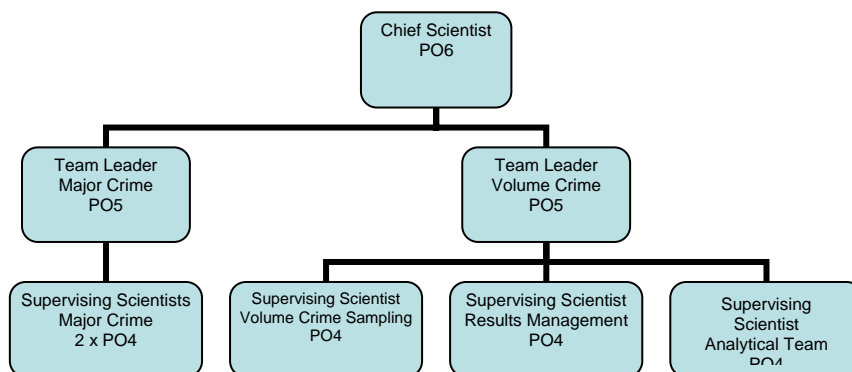 Chief Scientist
PO6
Team Leader
Major Crime
PO5
Team Leader
Volume Crime
PO5
Supervising Scientists
Major Crime
2 x PO4
Supervising Scientist
Volume Crime Sampling
PO4
Supervising Scientist
Results Management
PO4
Supervising
Scientist
Analytical Team
PO4